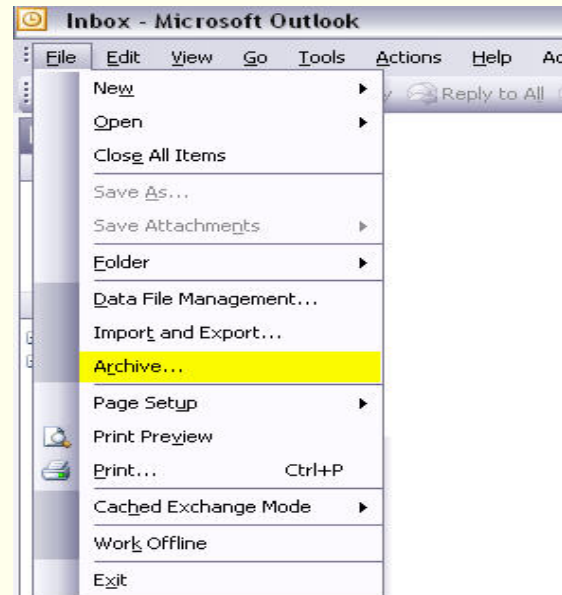 Inbox - Microsoft Outlook
File Edit View Go Tools Actions Help
New
Reply to All
Open
Close All Items
Save As...
Save Attachments
Folder
Data File Management...
Import and Export...
Archive...
Page Setup
Print Preview
Print... Ctrl+P
Cached Exchange Mode
Work Offline
Exit